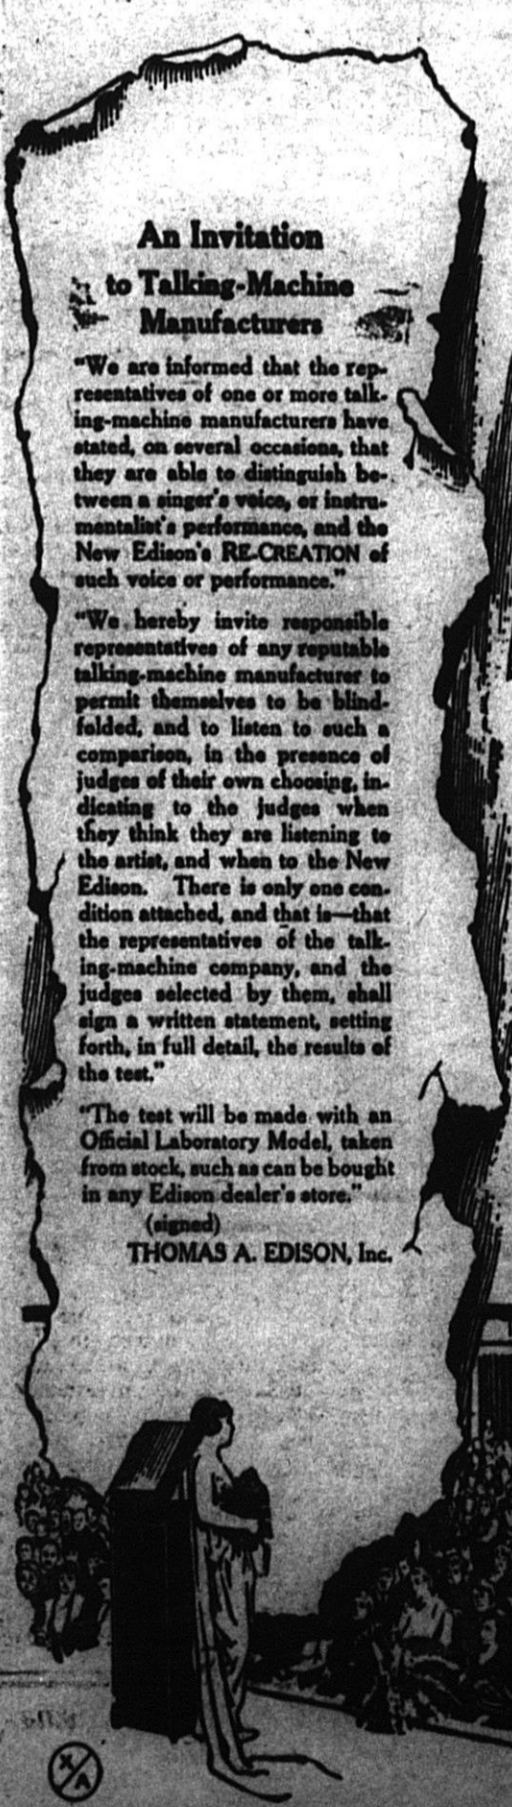 An Invitation
to Talking-Machine
Manufacturers
"We are informed that the rep-
resentatives of one or more talk-
ing-machine manufacturers have
stated, on several occasions, that
they are able to distinguish be-
tween a singer's voice, or instru-
mentalist's performance, and the
New Edison's RE-CREATION of
such voice or performance."
"We hereby invite responsible
representatives of any reputable
talking-machine manufacturer to
permit themselves to be blind-
folded, and to listen to such a
comparison, in the presence of
judges of their own choosing, in-
dicating to the judges when
they think they are listening to
the artist, and when to the New
Edison. There is only one con-
dition attached, and that is—that
the representatives of the talk-
ing-machine company, and the
judges selected by them, shall
sign a written statement, setting
forth, in full detail, the results of
the test."
"The test will be made with an
Official Laboratory Model, taken
from stock, such as can be bought
in any Edison dealer's store."
(signed)
THOMAS A. EDISON, Inc.
X/A